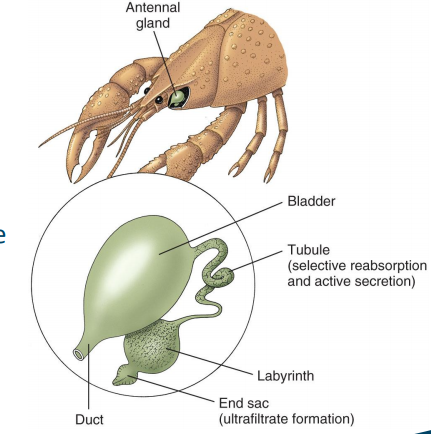 Antennal
gland
Bladder
e
Tubule
(selective reabsorption
and active secretion)
Labyrinth
End sac
(ultrafiltrate formation)
Duct